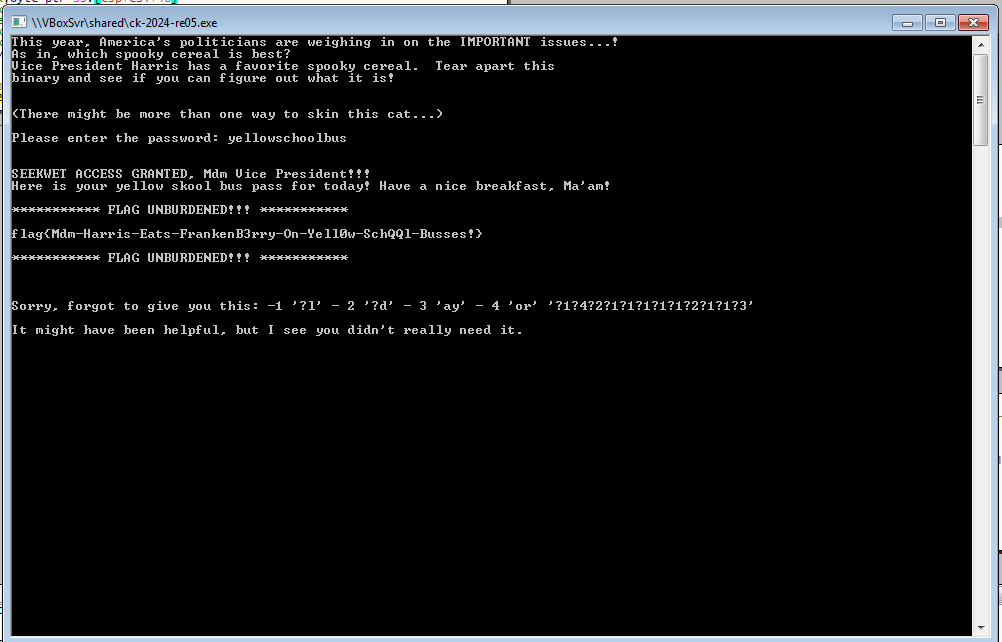 \\VBoxSvr\shared\ck-2024-re05.exe
This year, America's politicians are weighing in on the IMPORTANT issues...!
As in, which spooky cereal is best?
Vice President Harris has a favorite spooky cereal.  Tear apart this
binary and see if you can figure out what it is!
(There might be more than one way to skin this cat...)
Please enter the password: yellowschoolbus
SEEKWET ACCESS GRANTED, Mdm Vice President!!!
Here is your yellow skool bus pass for today! Have a nice breakfast, Ma'am!
*********** FLAG UNBURDENED!!! ***********
flag{Mdm-Harris-Eats-FrankenB3rry-On-Yell0w-SchQQl-Busses!}
*********** FLAG UNBURDENED!!! ***********
Sorry, forgot to give you this: -1 '?l' - 2 '?d' - 3 'ay' - 4 'or' '?1?4?2?1?1?1?1?1?2?1?1?3'
It might have been helpful, but I see you didn't really need it.